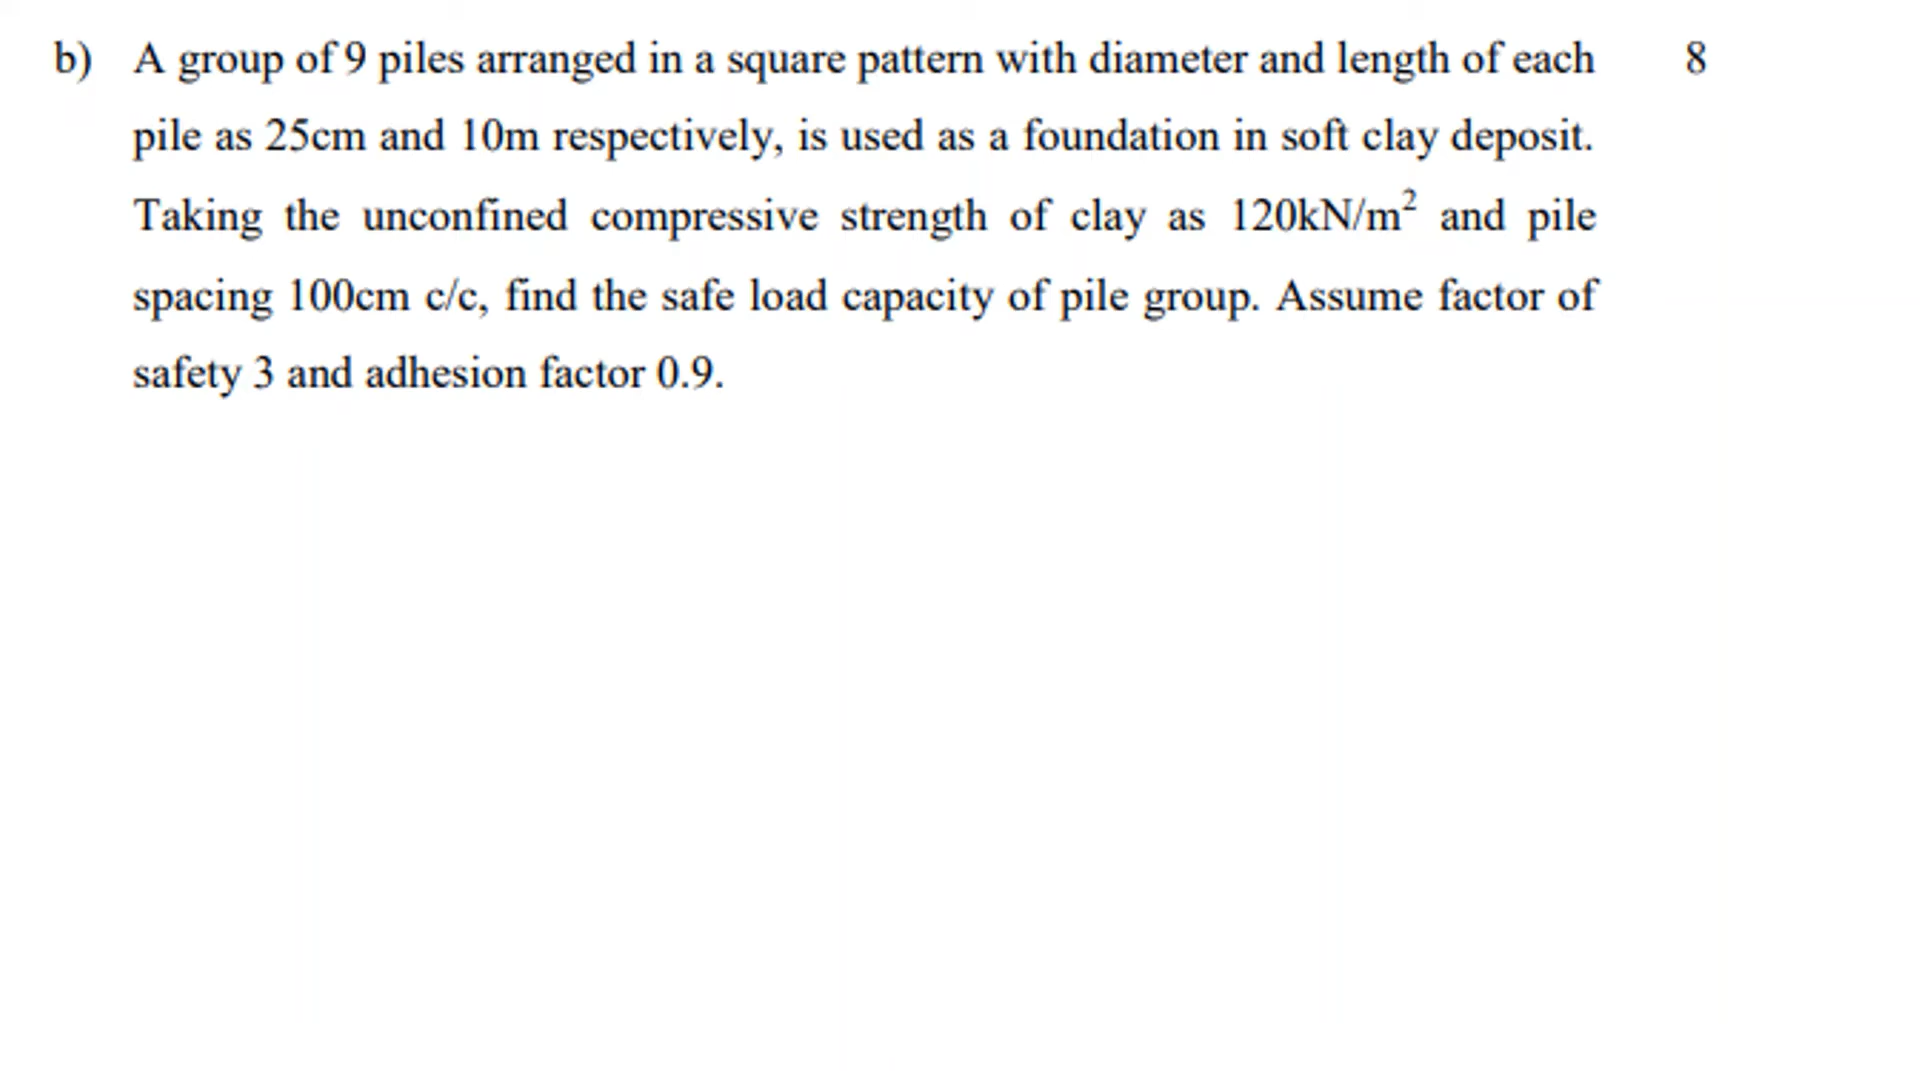 b) A group of 9 piles arranged in a square pattern with diameter and length of each 8
pile as 25cm and 10m respectively, is used as a foundation in soft clay deposit.
Taking the unconfined compressive strength of clay as 120kN/m² and pile
spacing 100cm c/c, find the safe load capacity of pile group. Assume factor of
safety 3 and adhesion factor 0.9.